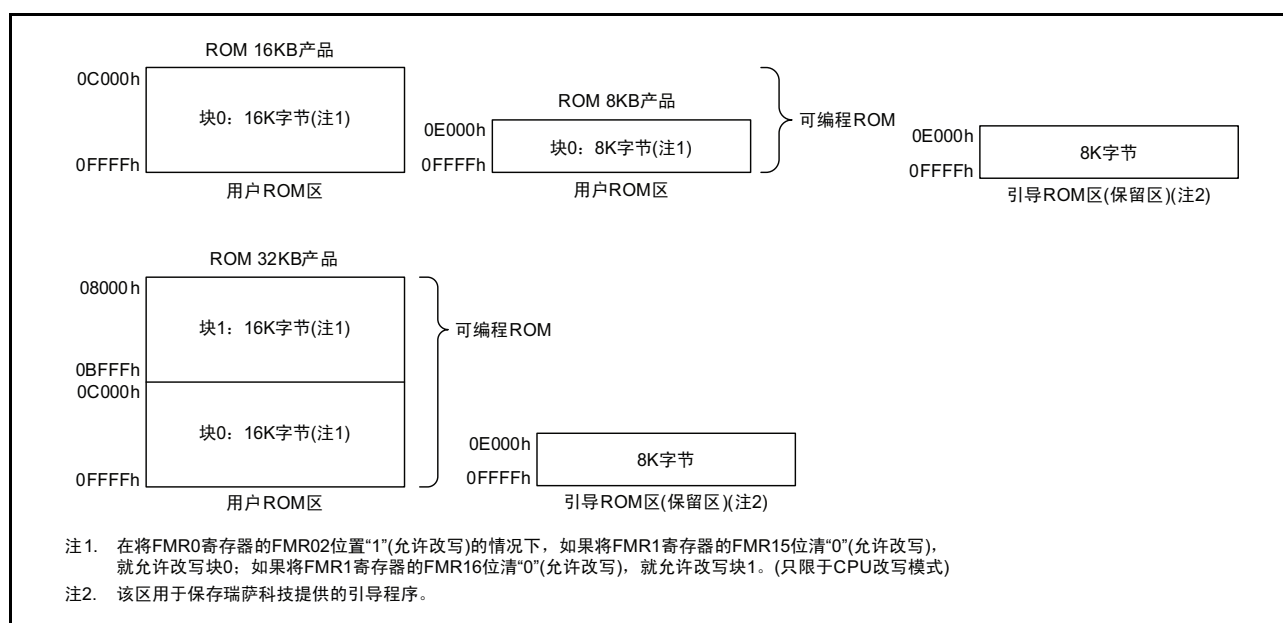 ROM 16KB产品
0C000h
块0：16K字节(注1)
0FFFFh
用户ROM区
ROM 8KB产品
0E000h
块0：8K字节(注1)
0FFFFh
用户ROM区
可编程ROM
0E000h
8K字节
0FFFFh
引导ROM区(保留区)(注2)
ROM 32KB产品
08000h
块1：16K字节(注1)
0BFFFh
0C000h
块0：16K字节(注1)
0FFFFh
用户ROM区
可编程ROM
0E000h
8K字节
0FFFFh
引导ROM区(保留区)(注2)
注1. 在将FMR0寄存器的FMR02位置“1”(允许改写)的情况下，如果将FMR1寄存器的FMR15位清“0”(允许改写)，
就允许改写块0；如果将FMR1寄存器的FMR16位清“0”(允许改写)，就允许改写块1。(只限于CPU改写模式)
注2. 该区用于保存瑞萨科技提供的引导程序。